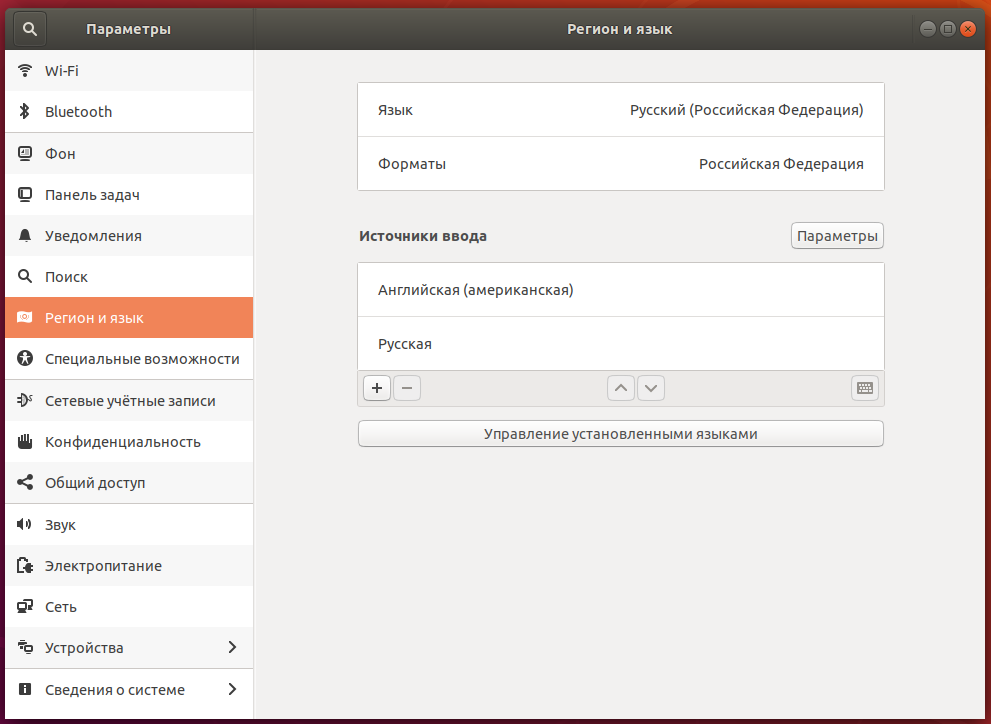 Параметры
Регион и язык
Wi-Fi
Bluetooth
Фон
Панель задач
Уведомления
Поиск
Регион и язык
Специальные возможности
Сетевые учётные записи
Конфиденциальность
Общий доступ
Звук
Электропитание
Сеть
Устройства
Сведения о системе
Язык Русский (Российская Федерация)
Форматы Российская Федерация
Источники ввода Параметры
Английская (американская)
Русская
Управление установленными языками